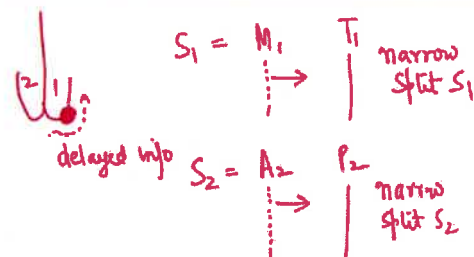 S1 = M1 T1
narrow
split S1
2 1
delayed info
S2 = A2 P2
narrow
split S2